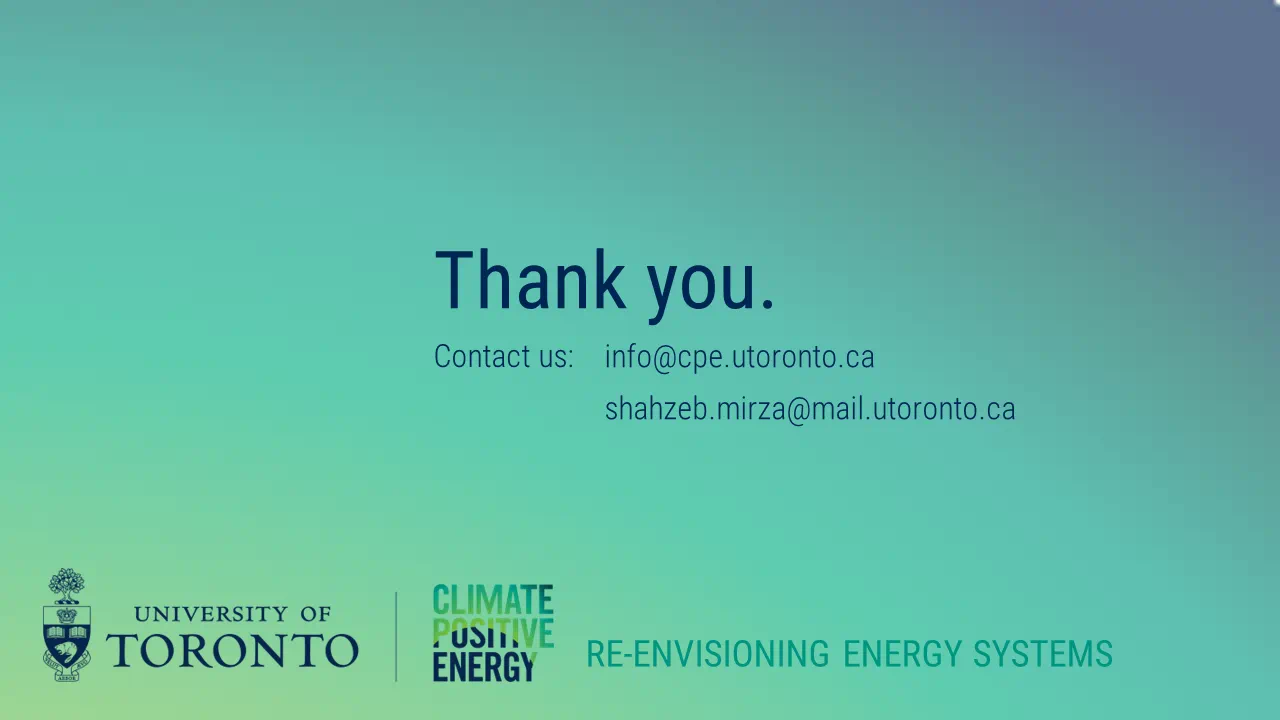 Thank you.
Contact us: info@cpe.utoronto.ca
shahzeb.mirza@mail.utoronto.ca
UNIVERSITY OF
TORONTO
CLIMATE
POSITIVE
ENERGY
RE-ENVISIONING ENERGY SYSTEMS